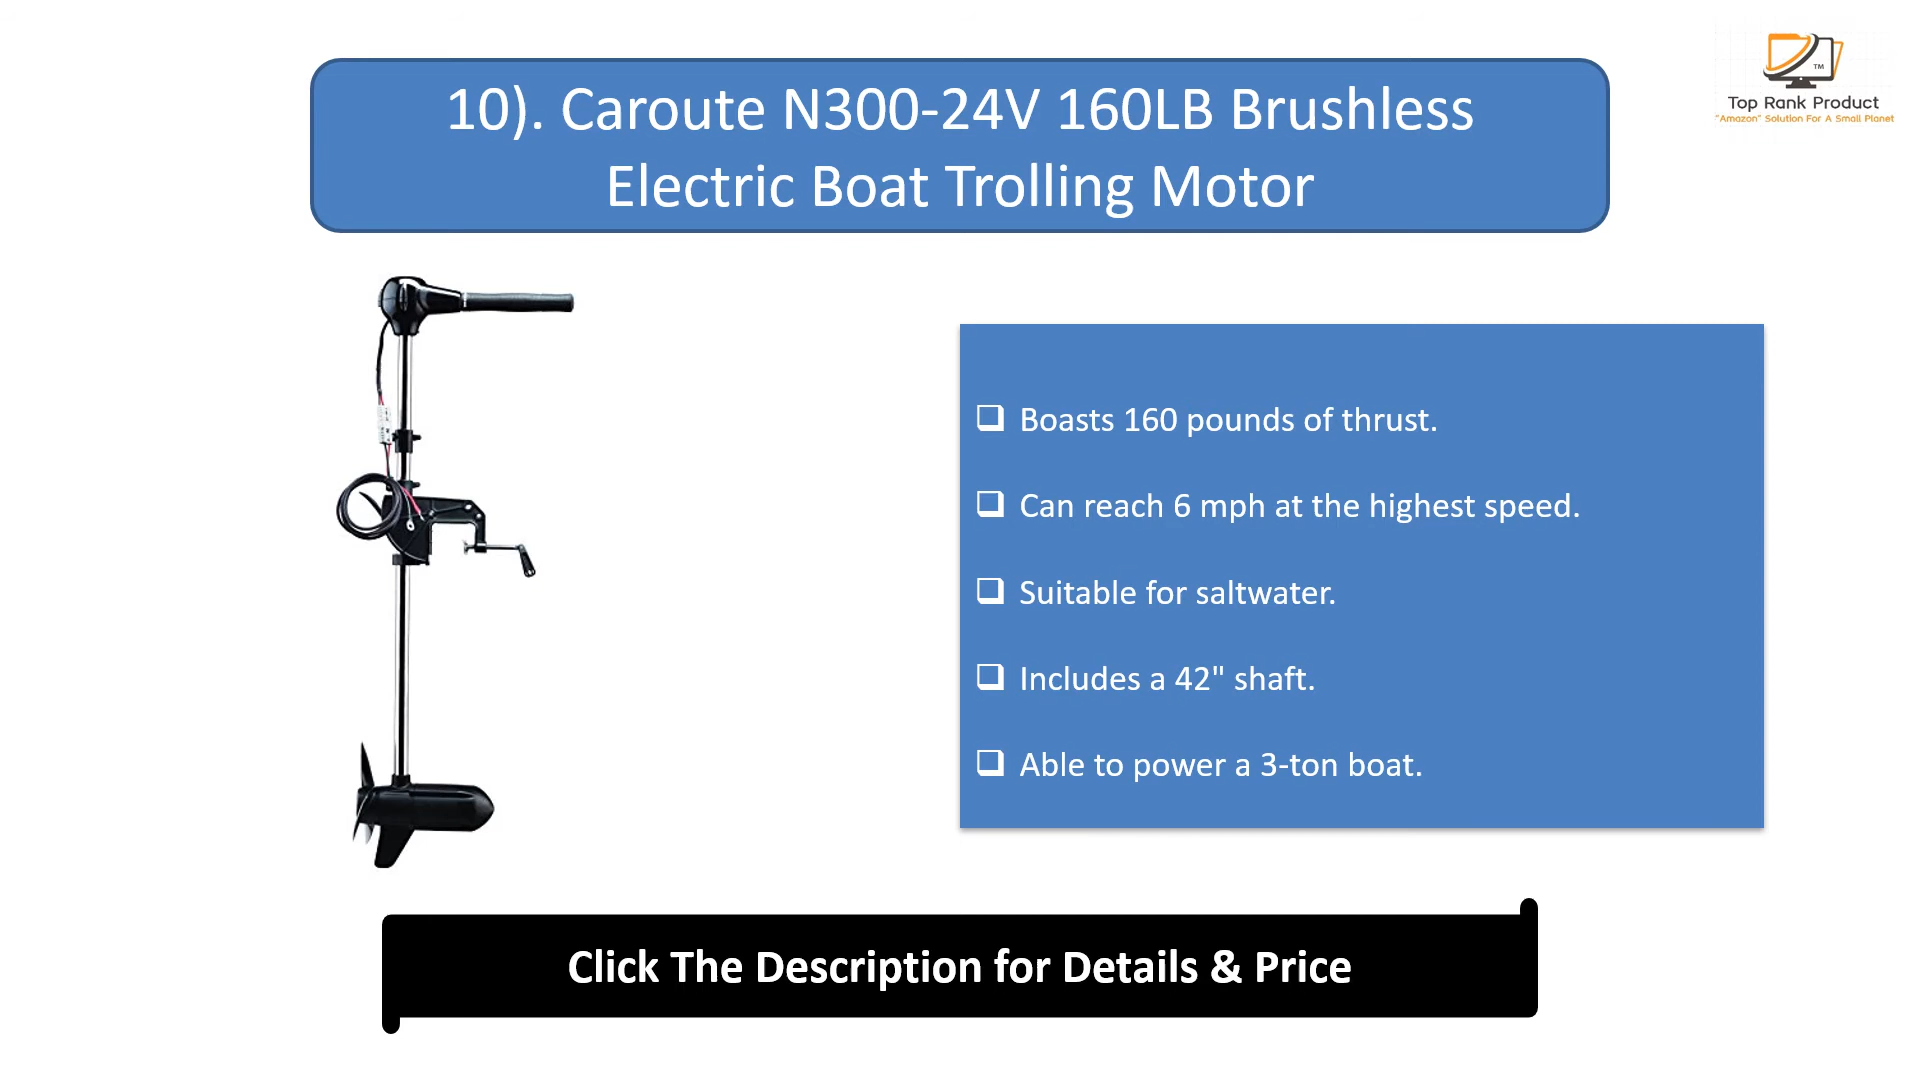 10). Caroute N300-24V 160LB Brushless
Electric Boat Trolling Motor
TM
Top Rank Product
"Amazon" Solution For A Small Planet
Boasts 160 pounds of thrust.
Can reach 6 mph at the highest speed.
Suitable for saltwater.
Includes a 42" shaft.
Able to power a 3-ton boat.
Click The Description for Details & Price